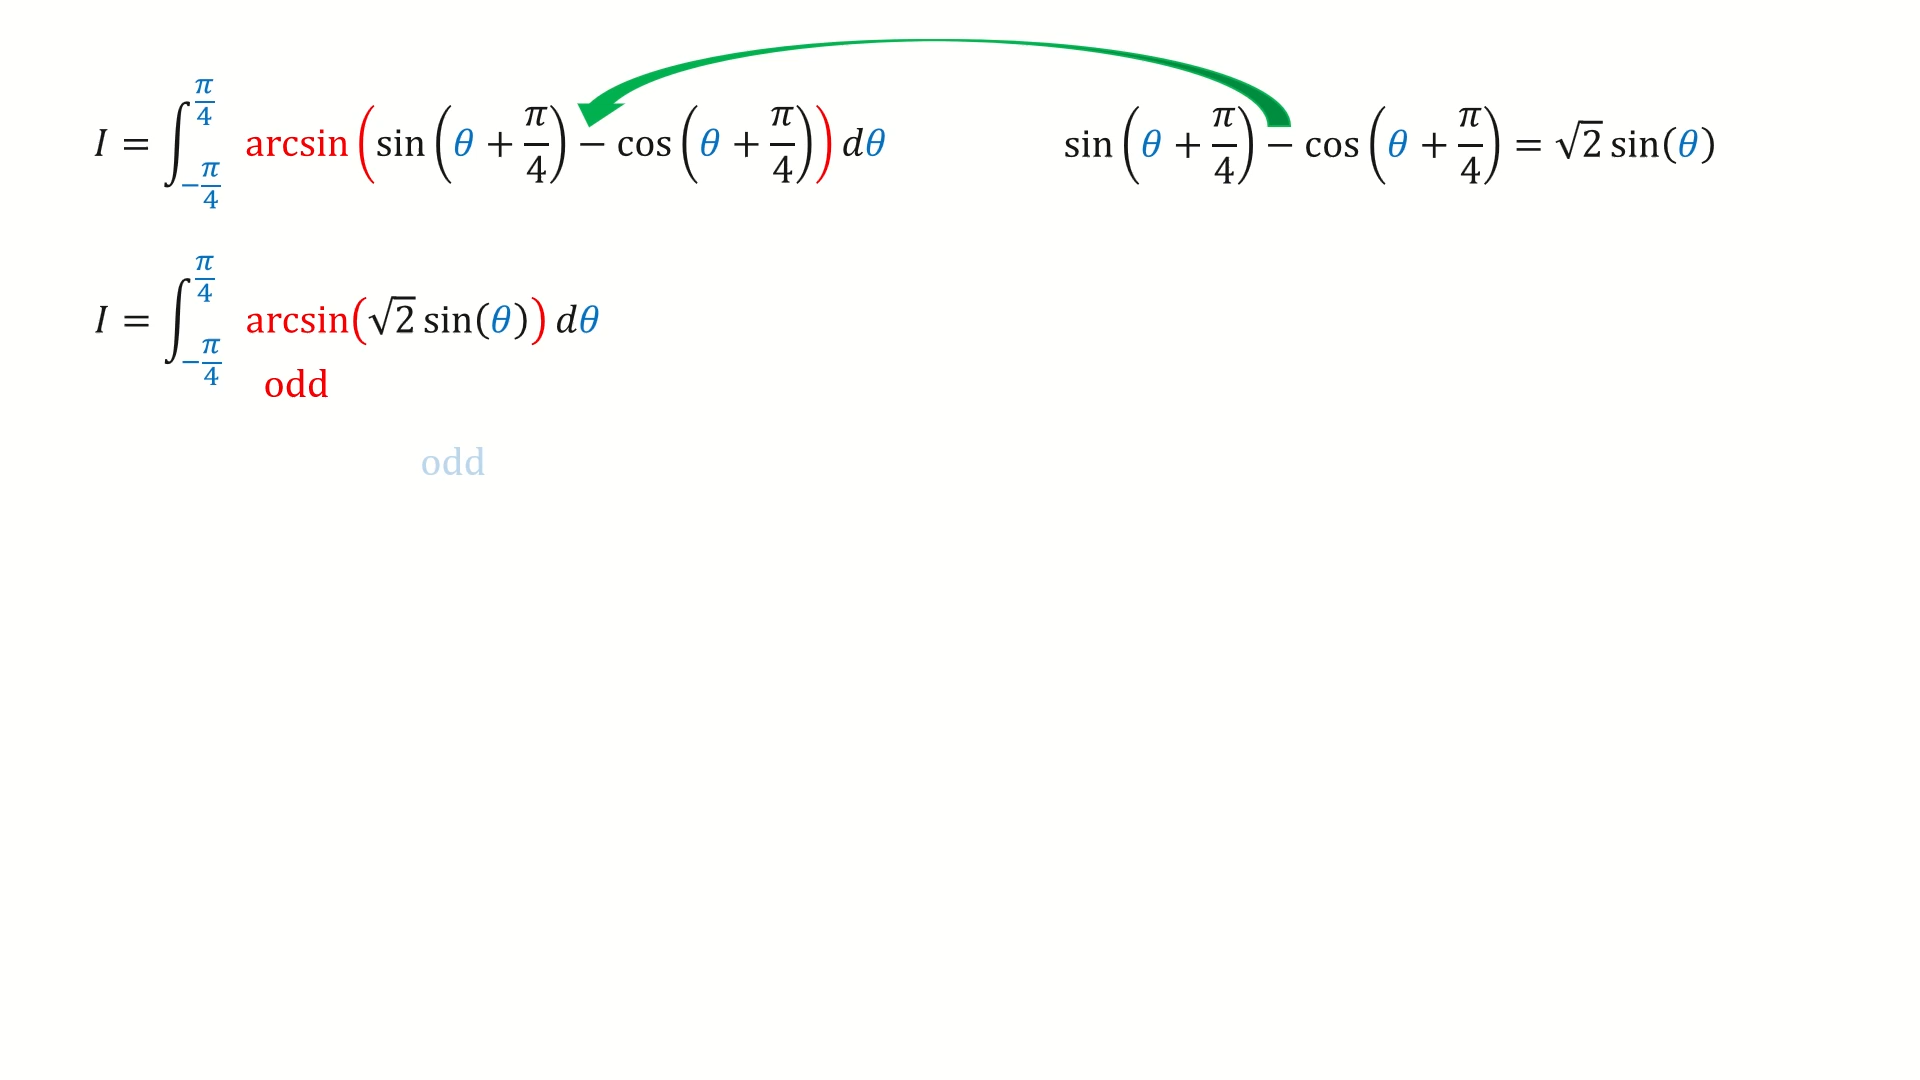 I = ∫_{-π/4}^{π/4} arcsin(sin(θ + π/4) − cos(θ + π/4)) dθ
sin(θ + π/4) − cos(θ + π/4) = √2 sin(θ)
I = ∫_{-π/4}^{π/4} arcsin(√2 sin(θ)) dθ
odd
odd